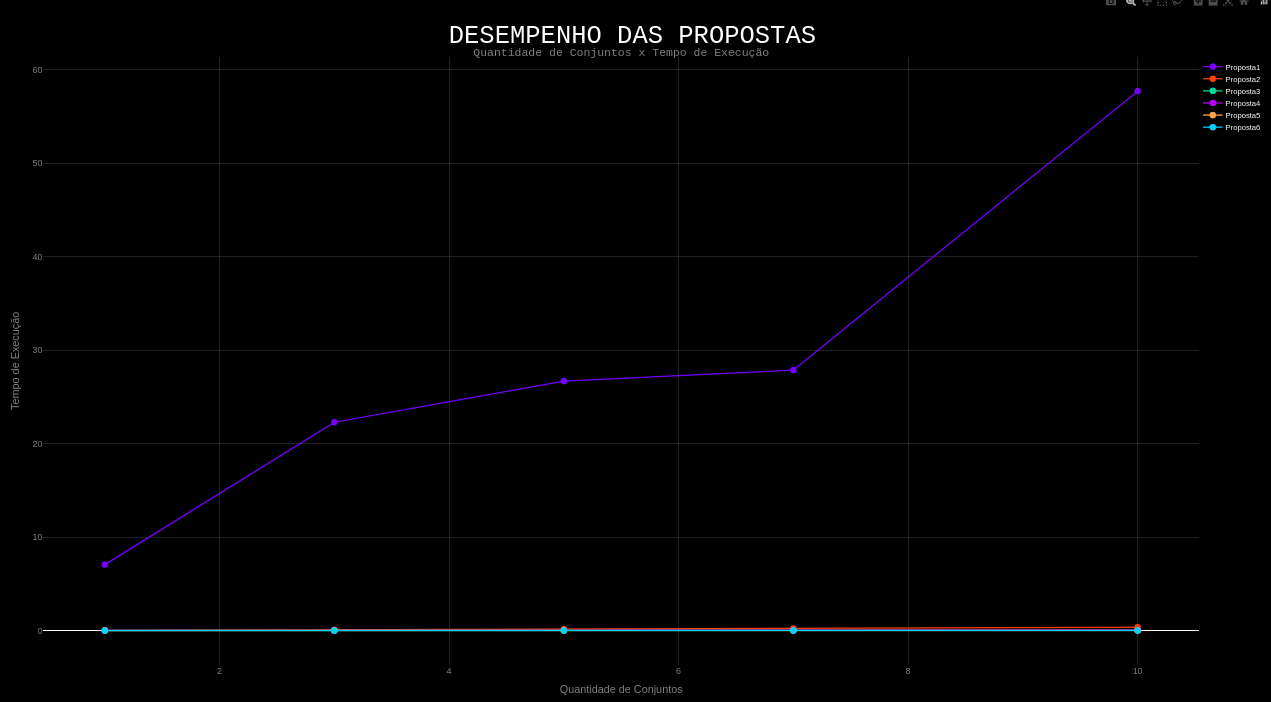 DESEMPENHO DAS PROPOSTAS
Quantidade de Conjuntos x Tempo de Execução
Proposta1
Proposta2
Proposta3
Proposta4
Proposta5
Proposta6
Tempo de Execução
60
50
40
30
20
10
0
2 4 6 8 10
Quantidade de Conjuntos